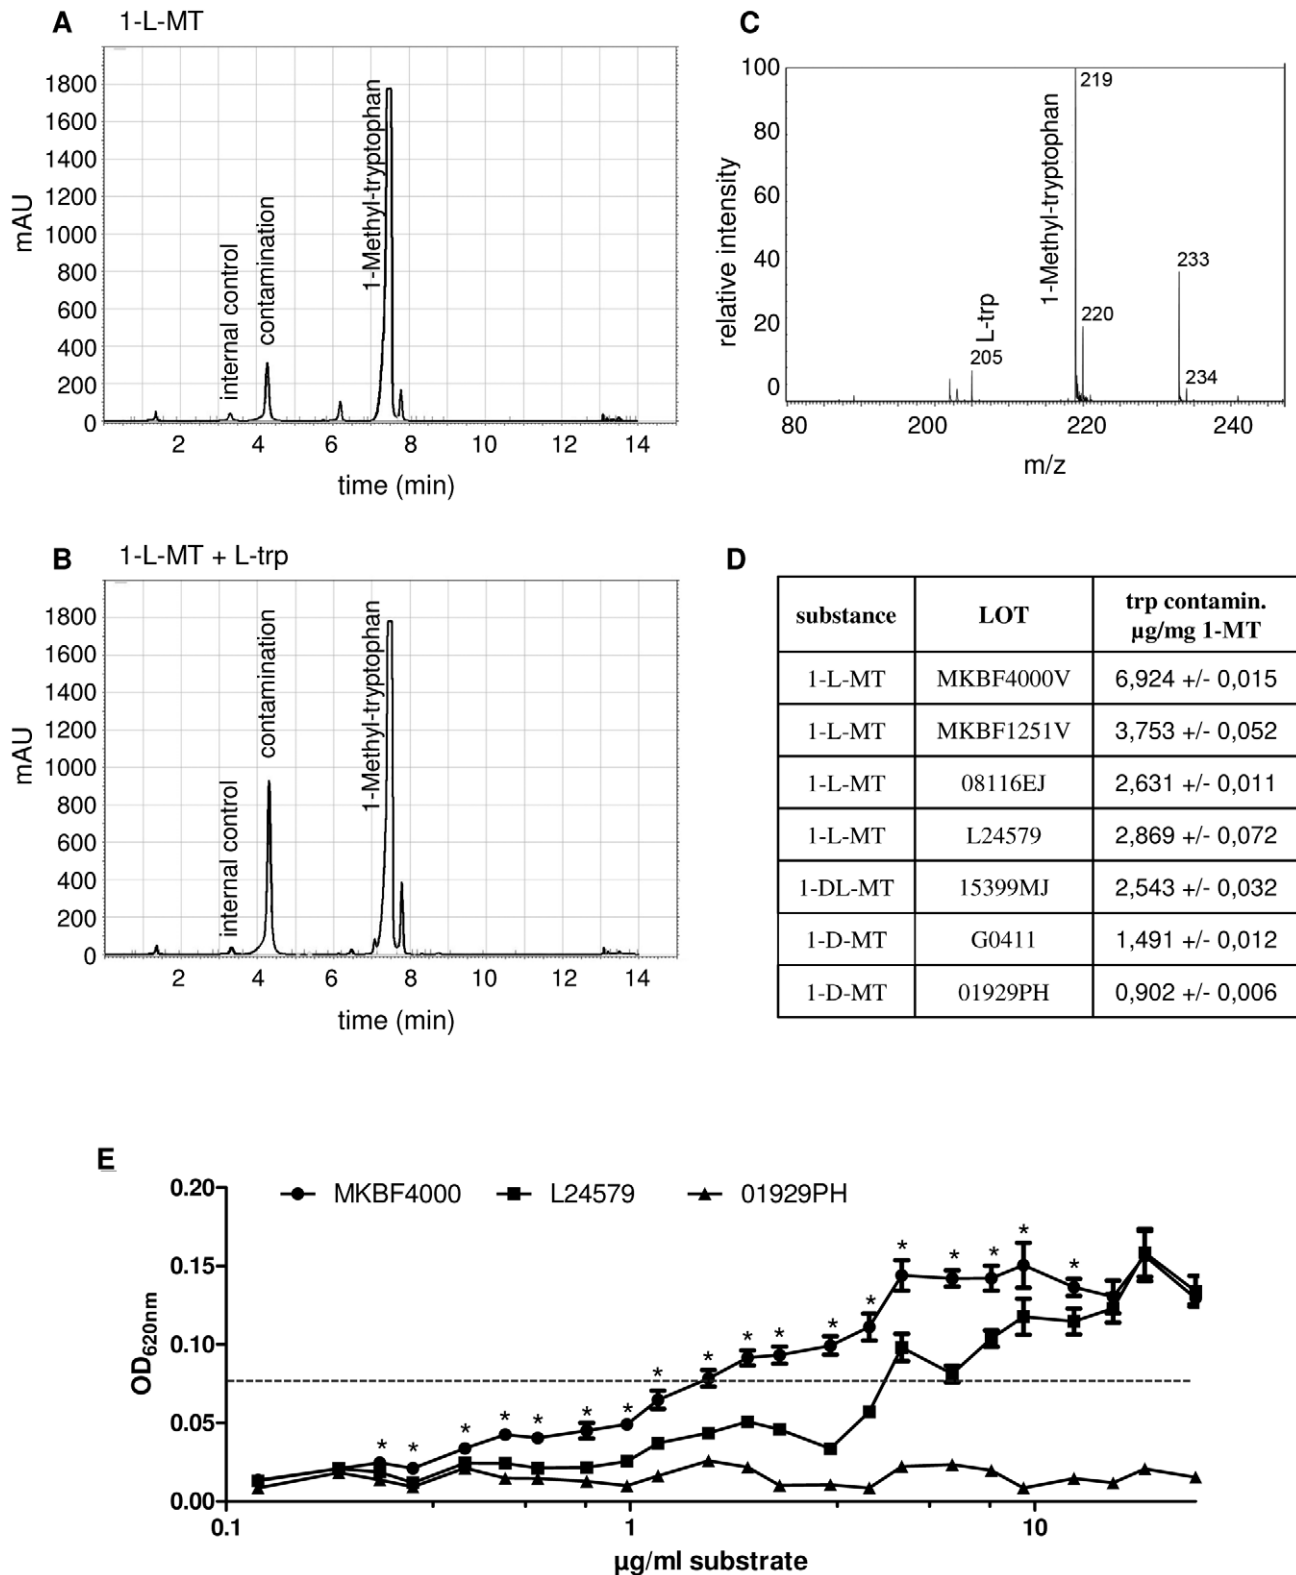 A
1-L-MT
1800
1600
1400
1200
1000
800
600
400
200
0
mAU
internal control
contamination
1-Methyl-tryptophan
2 4 6 8 10 12 14
time (min)
B
1-L-MT + L-trp
1800
1600
1400
1200
1000
800
600
400
200
0
mAU
internal control
contamination
1-Methyl-tryptophan
2 4 6 8 10 12 14
time (min)
C
100
80
60
40
20
0
relative intensity
L-trp
205
1-Methyl-tryptophan
219
220
233
234
80 200 220 240
m/z
D
substance LOT trp contamin.
µg/mg 1-MT
1-L-MT MKBF4000V 6,924 +/- 0,015
1-L-MT MKBF1251V 3,753 +/- 0,052
1-L-MT 08116EJ 2,631 +/- 0,011
1-L-MT L24579 2,869 +/- 0,072
1-DL-MT 15399MJ 2,543 +/- 0,032
1-D-MT G0411 1,491 +/- 0,012
1-D-MT 01929PH 0,902 +/- 0,006
E
MKBF4000 L24579 01929PH
0.20
0.15
0.10
0.05
0.00
OD620nm
* * * * * * * * * * * * * * * * * * *
0.1 1 10
µg/ml substrate